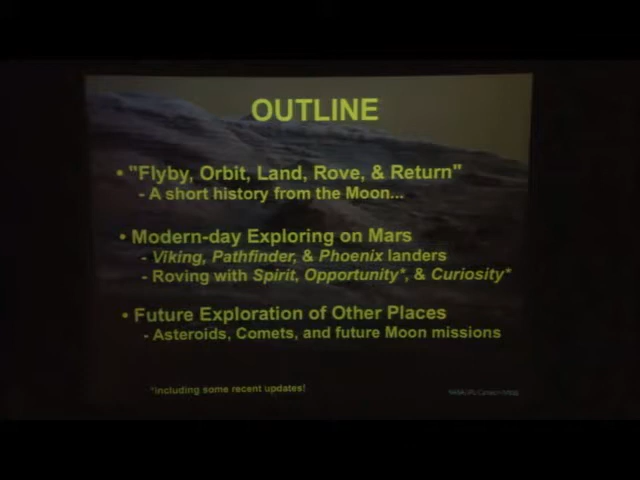 OUTLINE
• "Flyby, Orbit, Land, Rove, & Return"
- A short history from the Moon...
• Modern-day Exploring on Mars
- Viking, Pathfinder, & Phoenix landers
- Roving with Spirit, Opportunity*, & Curiosity*
• Future Exploration of Other Places
- Asteroids, Comets, and future Moon missions
*including some recent updates!